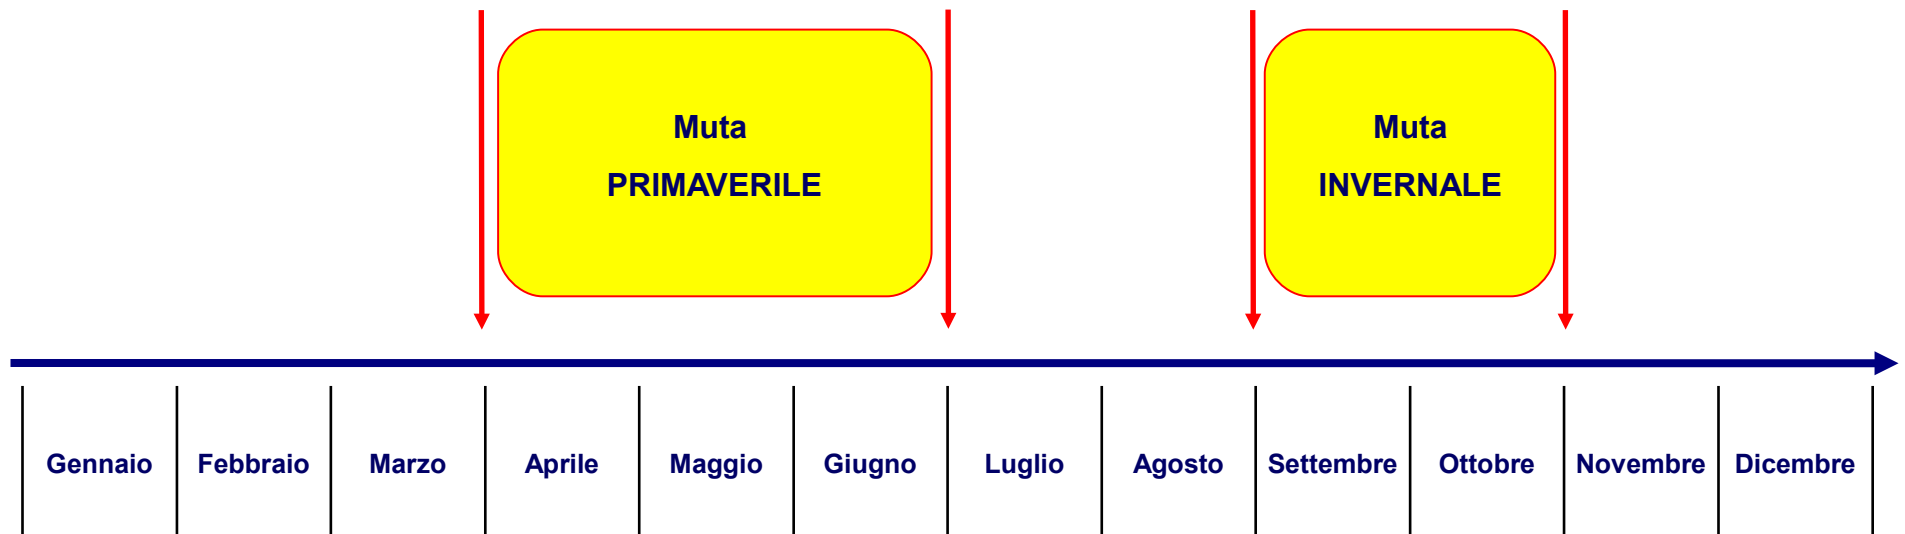 Muta
PRIMAVERILE
Muta
INVERNALE
Gennaio Febbraio Marzo Aprile Maggio Giugno Luglio Agosto Settembre Ottobre Novembre Dicembre